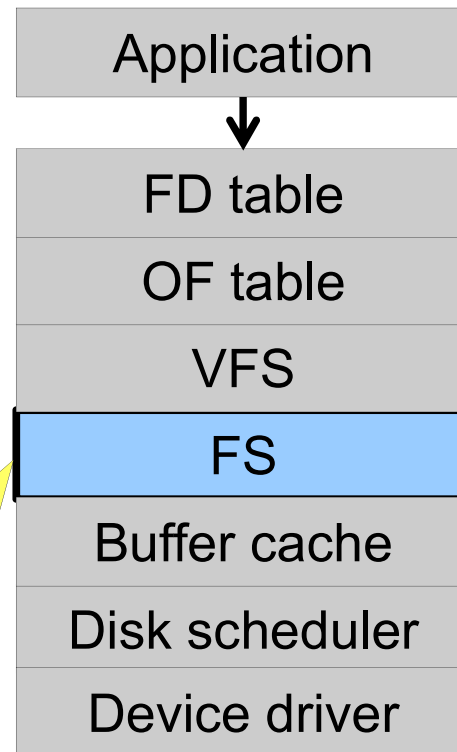 Application
FD table
OF table
VFS
FS
Buffer cache
Disk scheduler
Device driver